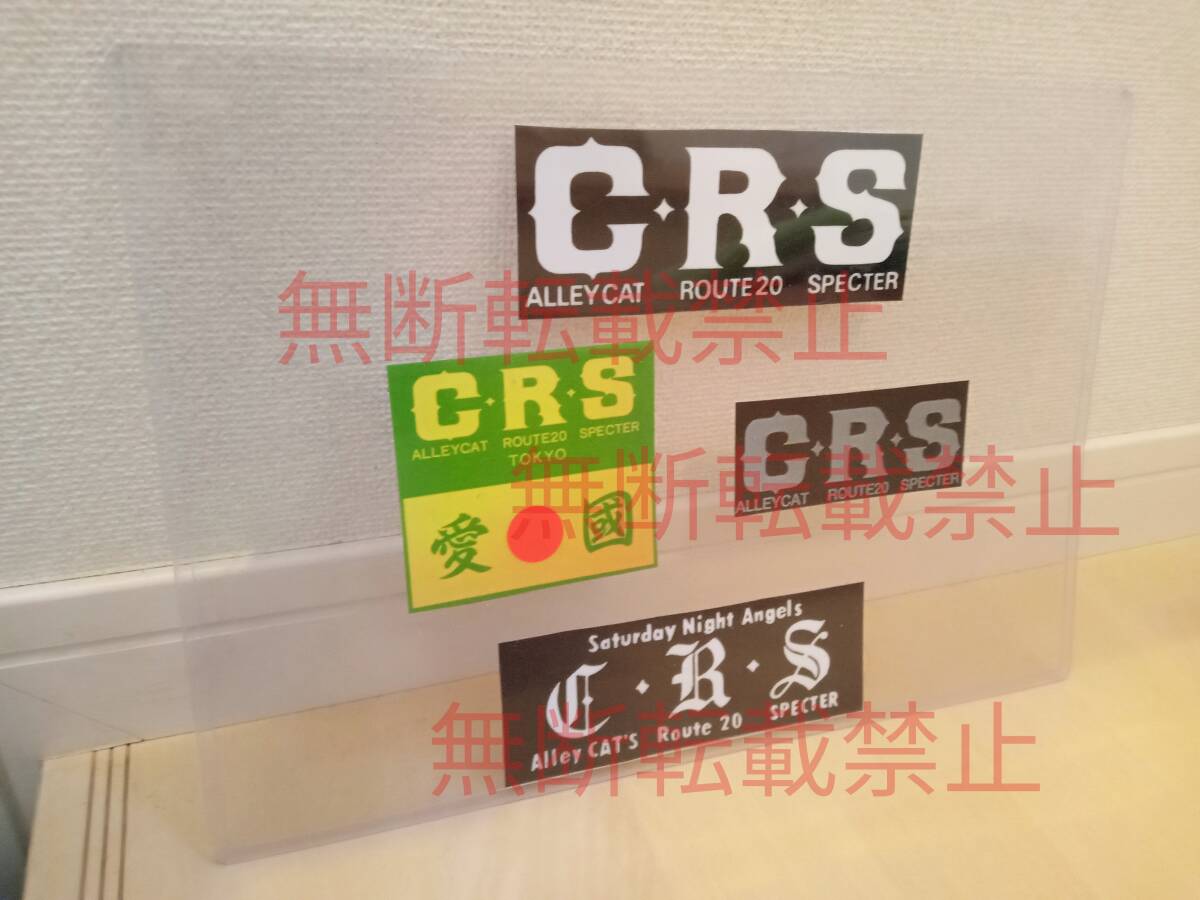 C·R·S
ALLEYCAT ROUTE20 SPECTER
無断転載禁止
C·R·S
ALLEYCAT ROUTE20 SPECTER
TOKYO
愛 國
C·R·S
ALLEYCAT ROUTE20 SPECTER
無断転載禁止
Saturday Night Angels
C·R·S
Alley CAT'S Route 20 SPECTER
無断転載禁止